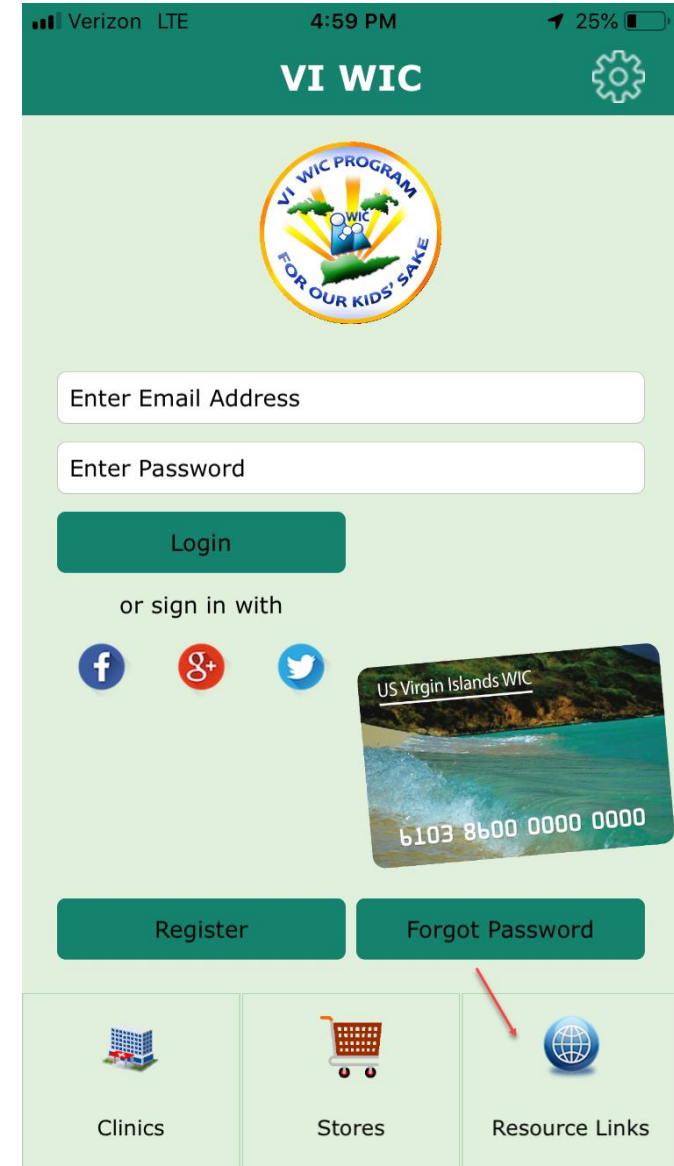 Verizon LTE 4:59 PM 25%
VI WIC
VI WIC PROGRAM
WIC
FOR OUR KIDS' SAKE
Enter Email Address
Enter Password
Login
or sign in with
f g+
US Virgin Islands WIC
6103 8600 0000 0000
Register Forgot Password
Clinics Stores Resource Links